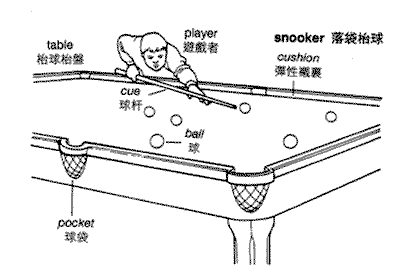 table
枱球枱盤
player
遊戲者
snooker 落袋枱球
cushion
彈性襯裏
cue
球杆
ball
球
pocket
球袋